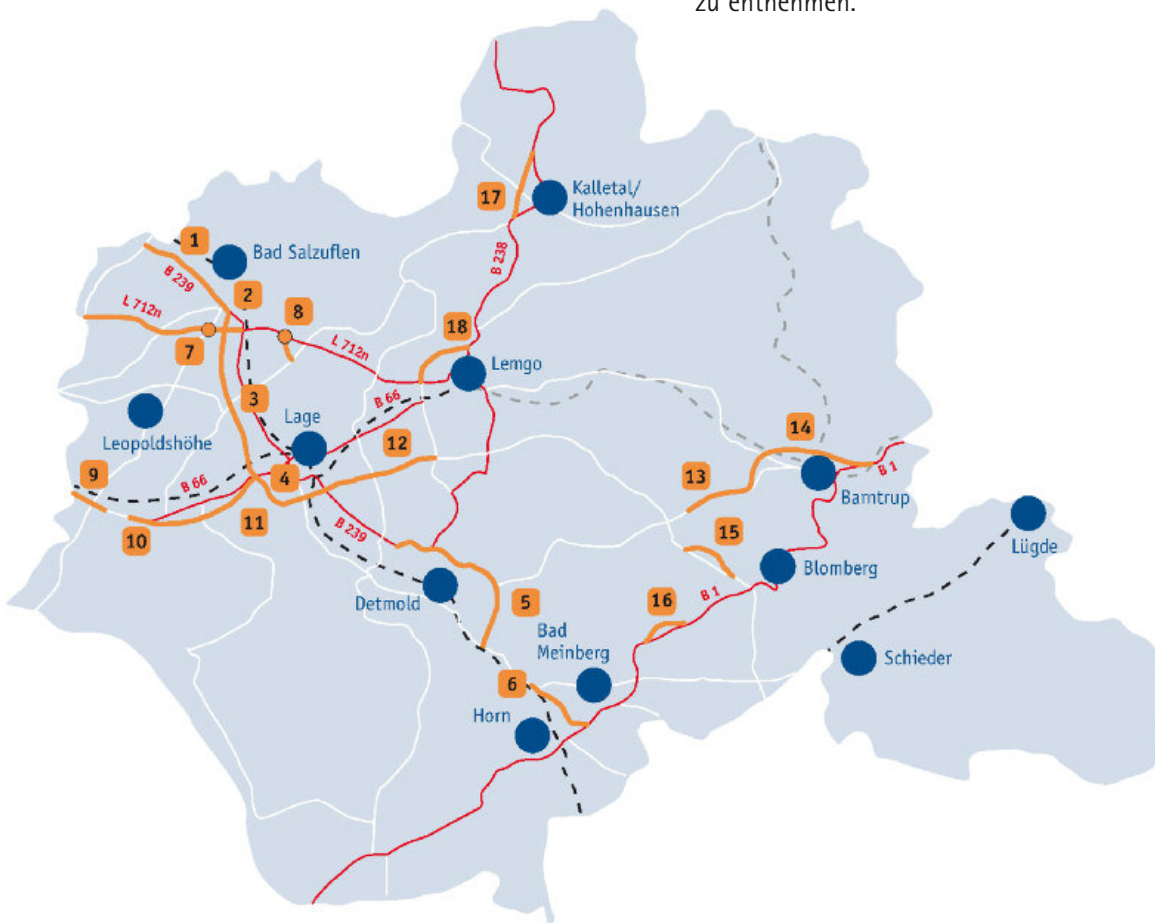 zu entnehmen.
Kalletal/
Hohenhausen
17
1
Bad Salzuflen
B 239
B 238
2
L 712n
8
18
7
L 712n
Lemgo
3
B 66
Lage
Leopoldshöhe
12
14
9
4
B 66
13
B 1
Barntrup
10
11
B 239
15
Lügde
Blomberg
Detmold
5
16
B 1
Bad
Meinberg
Schieder
6
Horn